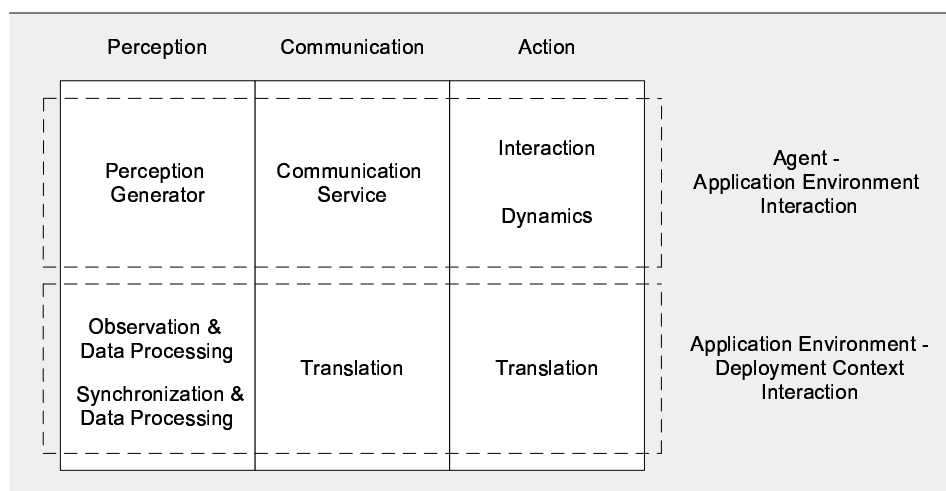 Perception
Communication
Action
Perception
Generator
Communication
Service
Interaction
Dynamics
Agent -
Application Environment
Interaction
Observation &
Data Processing
Synchronization &
Data Processing
Translation
Translation
Application Environment -
Deployment Context
Interaction